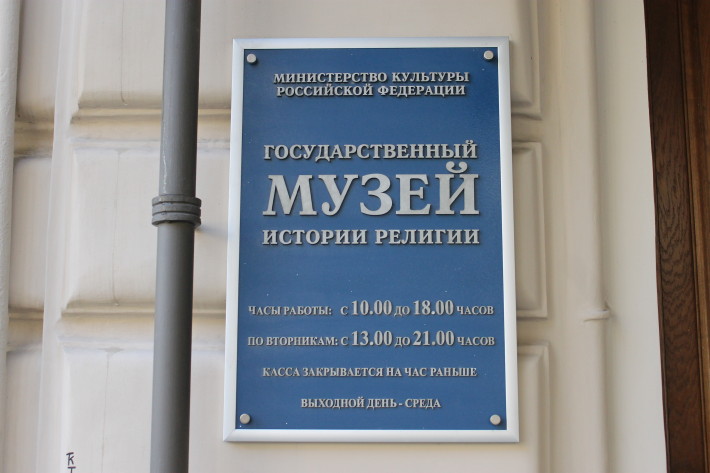 МИНИСТЕРСТВО КУЛЬТУРЫ
РОССИЙСКОЙ ФЕДЕРАЦИИ
ГОСУДАРСТВЕННЫЙ
МУЗЕЙ
ИСТОРИИ РЕЛИГИИ
ЧАСЫ РАБОТЫ: С 10.00 ДО 18.00 ЧАСОВ
ПО ВТОРНИКАМ: С 13.00 ДО 21.00 ЧАСОВ
КАССА ЗАКРЫВАЕТСЯ НА ЧАС РАНЬШЕ
ВЫХОДНОЙ ДЕНЬ - СРЕДА